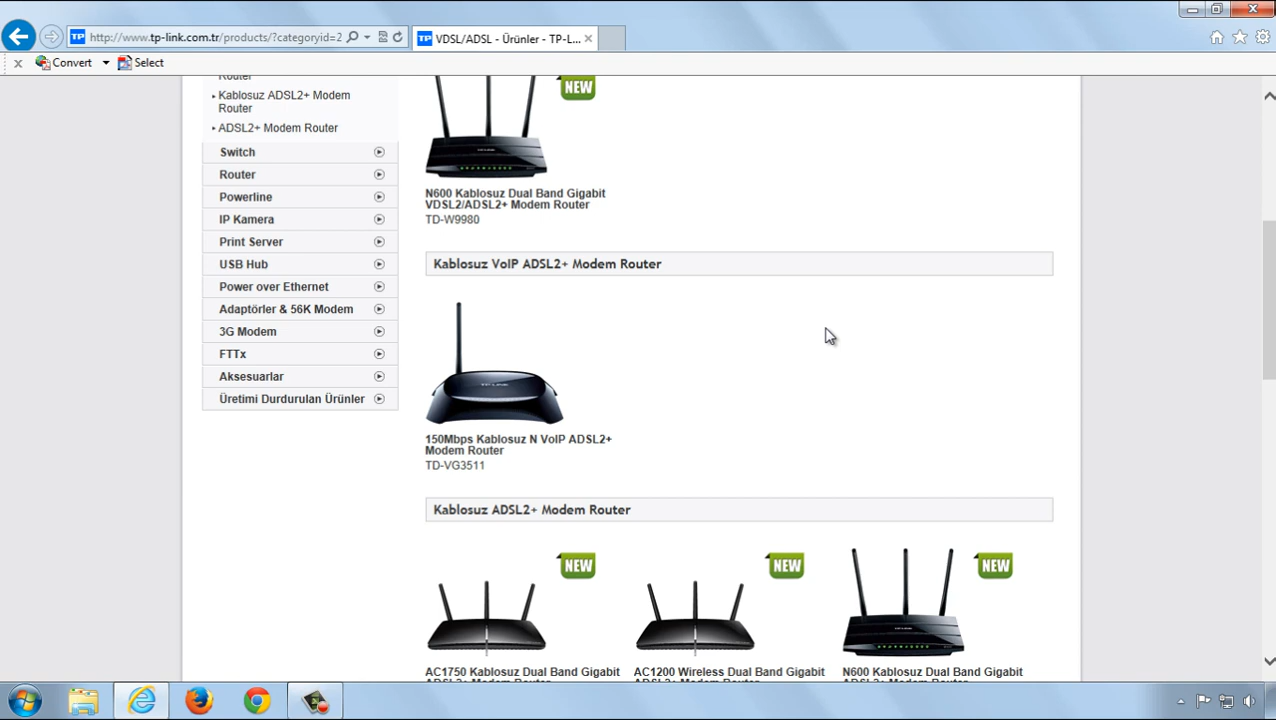 http://www.tp-link.com.tr/products/?categoryid=2
TP VDSL/ADSL - Ürünler - TP-L...
Convert
Select
Router
Kablosuz ADSL2+ Modem
Router
ADSL2+ Modem Router
Switch
Router
Powerline
IP Kamera
Print Server
USB Hub
Power over Ethernet
Adaptörler & 56K Modem
3G Modem
FTTx
Aksesuarlar
Üretimi Durdurulan Ürünler
NEW
N600 Kablosuz Dual Band Gigabit
VDSL2/ADSL2+ Modem Router
TD-W9980
Kablosuz VoIP ADSL2+ Modem Router
TP-LINK
150Mbps Kablosuz N VoIP ADSL2+
Modem Router
TD-VG3511
Kablosuz ADSL2+ Modem Router
NEW
NEW
NEW
AC1750 Kablosuz Dual Band Gigabit
AC1200 Wireless Dual Band Gigabit
N600 Kablosuz Dual Band Gigabit